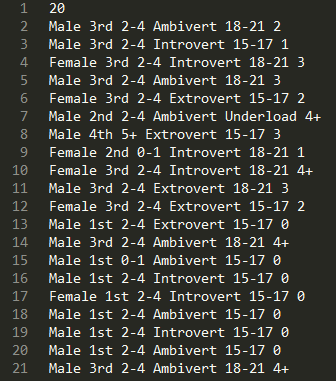 1 20
2 Male 3rd 2-4 Ambivert 18-21 2
3 Male 3rd 2-4 Introvert 15-17 1
4 Female 3rd 2-4 Introvert 18-21 3
5 Male 3rd 2-4 Ambivert 18-21 3
6 Female 3rd 2-4 Extrovert 15-17 2
7 Male 2nd 2-4 Ambivert Underload 4+
8 Male 4th 5+ Extrovert 15-17 3
9 Female 2nd 0-1 Introvert 18-21 1
10 Female 3rd 2-4 Introvert 18-21 4+
11 Male 3rd 2-4 Extrovert 18-21 3
12 Female 3rd 2-4 Extrovert 15-17 2
13 Male 1st 2-4 Extrovert 15-17 0
14 Male 3rd 2-4 Ambivert 18-21 4+
15 Male 1st 0-1 Ambivert 15-17 0
16 Male 1st 2-4 Introvert 15-17 0
17 Female 1st 2-4 Introvert 15-17 0
18 Male 1st 2-4 Ambivert 15-17 0
19 Male 1st 2-4 Introvert 15-17 0
20 Male 1st 2-4 Ambivert 15-17 0
21 Male 3rd 2-4 Ambivert 18-21 4+